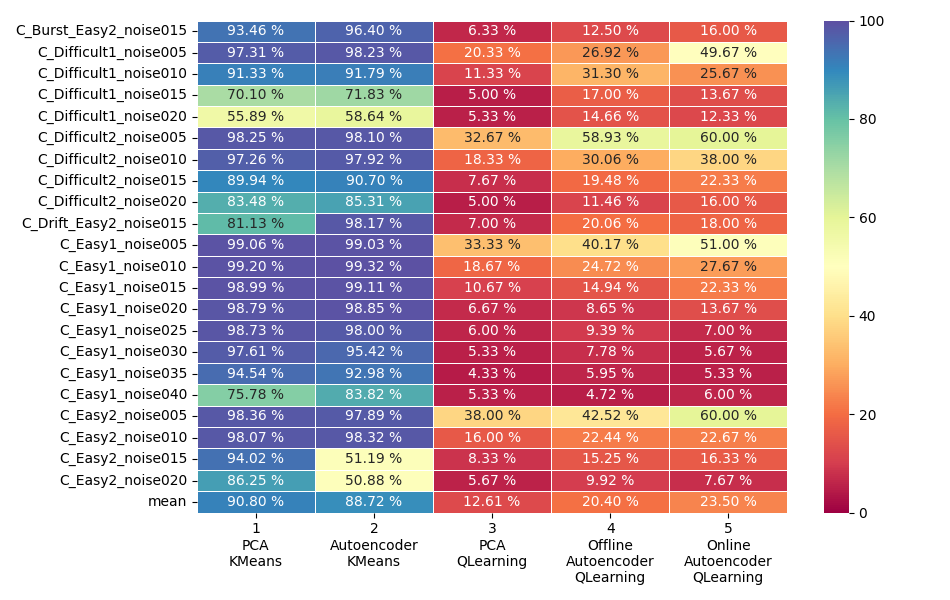 C_Burst_Easy2_noise015 93.46 % 96.40 % 6.33 % 12.50 % 16.00 % 100
C_Difficult1_noise005 97.31 % 98.23 % 20.33 % 26.92 % 49.67 %
C_Difficult1_noise010 91.33 % 91.79 % 11.33 % 31.30 % 25.67 %
C_Difficult1_noise015 70.10 % 71.83 % 5.00 % 17.00 % 13.67 %
C_Difficult1_noise020 55.89 % 58.64 % 5.33 % 14.66 % 12.33 % 80
C_Difficult2_noise005 98.25 % 98.10 % 32.67 % 58.93 % 60.00 %
C_Difficult2_noise010 97.26 % 97.92 % 18.33 % 30.06 % 38.00 %
C_Difficult2_noise015 89.94 % 90.70 % 7.67 % 19.48 % 22.33 %
C_Difficult2_noise020 83.48 % 85.31 % 5.00 % 11.46 % 16.00 %
C_Drift_Easy2_noise015 81.13 % 98.17 % 7.00 % 20.06 % 18.00 % 60
C_Easy1_noise005 99.06 % 99.03 % 33.33 % 40.17 % 51.00 %
C_Easy1_noise010 99.20 % 99.32 % 18.67 % 24.72 % 27.67 %
C_Easy1_noise015 98.99 % 99.11 % 10.67 % 14.94 % 22.33 %
C_Easy1_noise020 98.79 % 98.85 % 6.67 % 8.65 % 13.67 % 40
C_Easy1_noise025 98.73 % 98.00 % 6.00 % 9.39 % 7.00 %
C_Easy1_noise030 97.61 % 95.42 % 5.33 % 7.78 % 5.67 %
C_Easy1_noise035 94.54 % 92.98 % 4.33 % 5.95 % 5.33 %
C_Easy1_noise040 75.78 % 83.82 % 5.33 % 4.72 % 6.00 %
C_Easy2_noise005 98.36 % 97.89 % 38.00 % 42.52 % 60.00 % 20
C_Easy2_noise010 98.07 % 98.32 % 16.00 % 22.44 % 22.67 %
C_Easy2_noise015 94.02 % 51.19 % 8.33 % 15.25 % 16.33 %
C_Easy2_noise020 86.25 % 50.88 % 5.67 % 9.92 % 7.67 %
mean 90.80 % 88.72 % 12.61 % 20.40 % 23.50 % 0
1 2 3 4 5
PCA Autoencoder PCA Offline Online
KMeans KMeans QLearning Autoencoder Autoencoder
QLearning QLearning